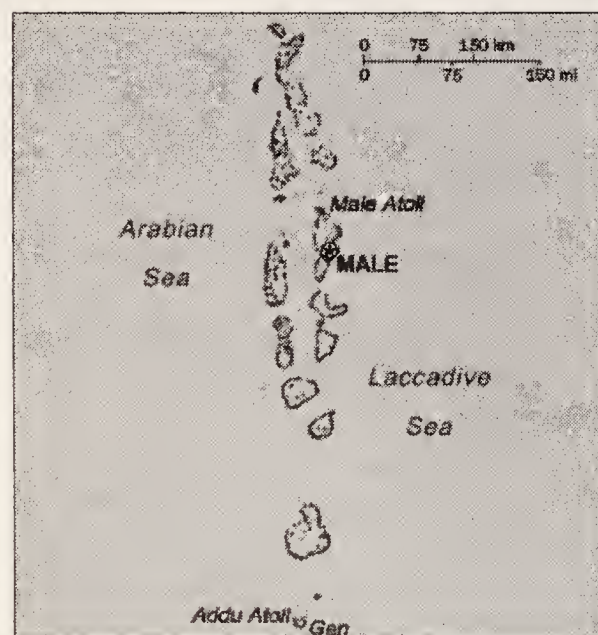 0 75 150 km
0 75 150 mi
Male Atoll
Arabian
Sea
MALE
Laccadive
Sea
Addu Atoll
Gan